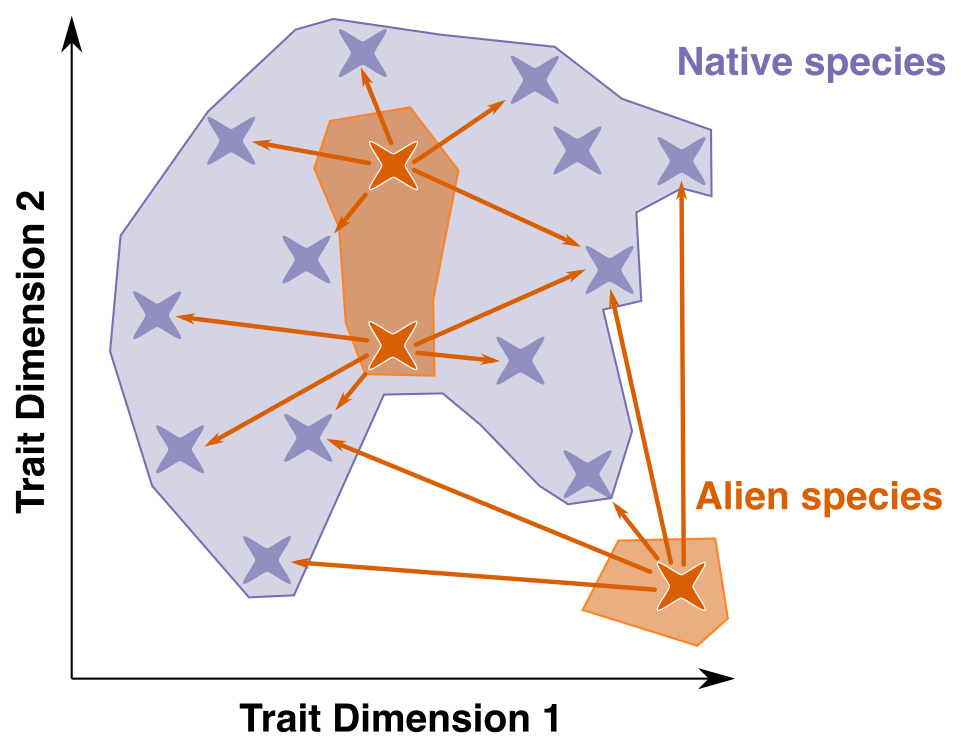 Native species
Trait Dimension 2
Alien species
Trait Dimension 1